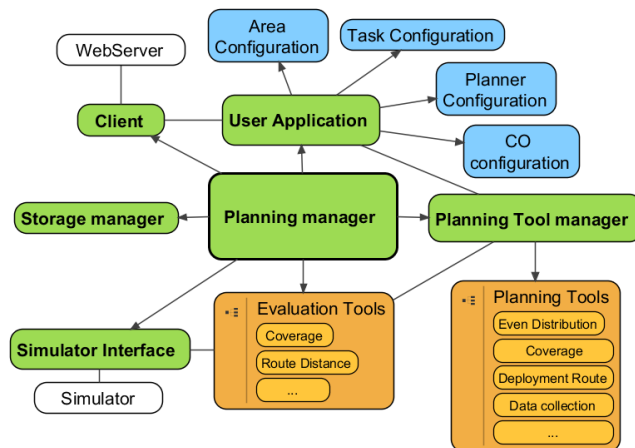 Area
Configuration
Task Configuration
WebServer
Planner
Configuration
Client
User Application
CO
configuration
Storage manager
Planning manager
Planning Tool manager
Evaluation Tools
Coverage
Route Distance
...
Planning Tools
Even Distribution
Coverage
Deployment Route
Data collection
...
Simulator Interface
Simulator